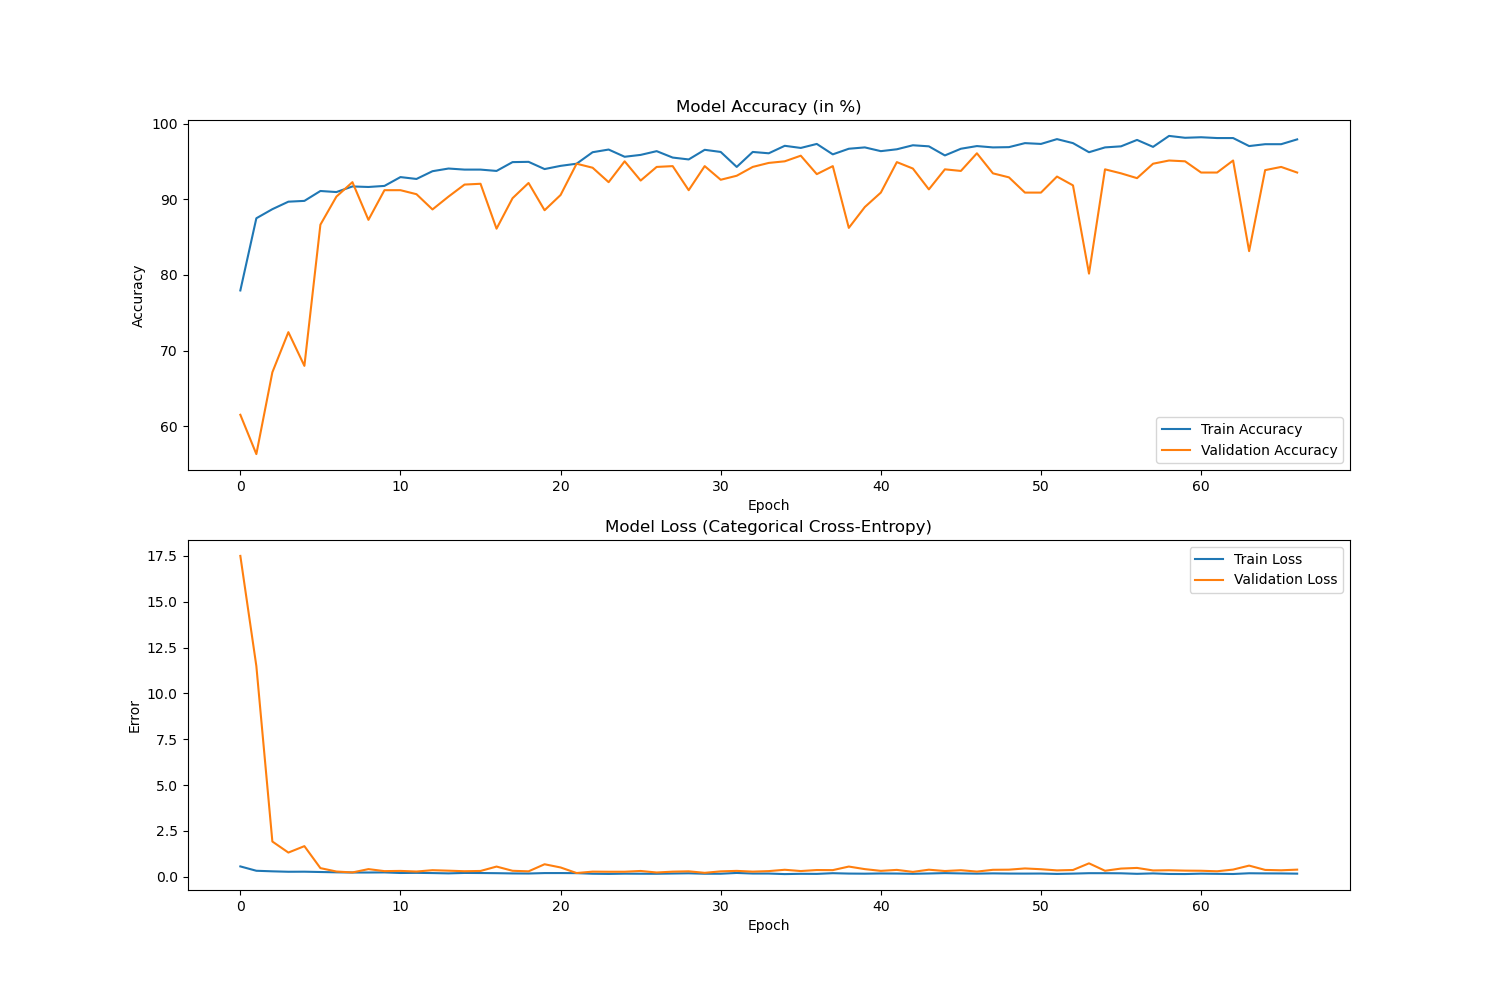 Model Accuracy (in %)
100
90
80
70
60
Accuracy
Train Accuracy
Validation Accuracy
0 10 20 30 40 50 60
Epoch
Model Loss (Categorical Cross-Entropy)
17.5
15.0
12.5
10.0
7.5
5.0
2.5
0.0
Error
Train Loss
Validation Loss
0 10 20 30 40 50 60
Epoch